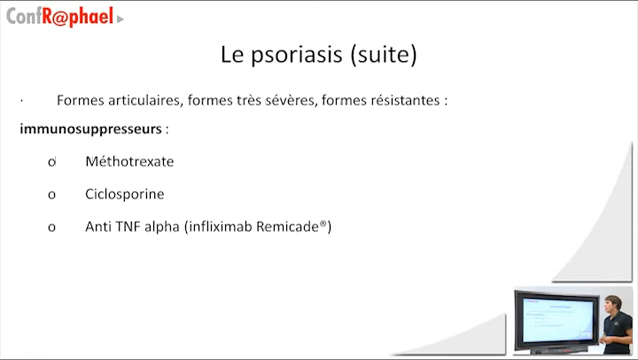 ConfR@phael
Le psoriasis (suite)
· Formes articulaires, formes très sévères, formes résistantes :
immunosuppresseurs :
o Méthotrexate
o Ciclosporine
o Anti TNF alpha (infliximab Remicade®)